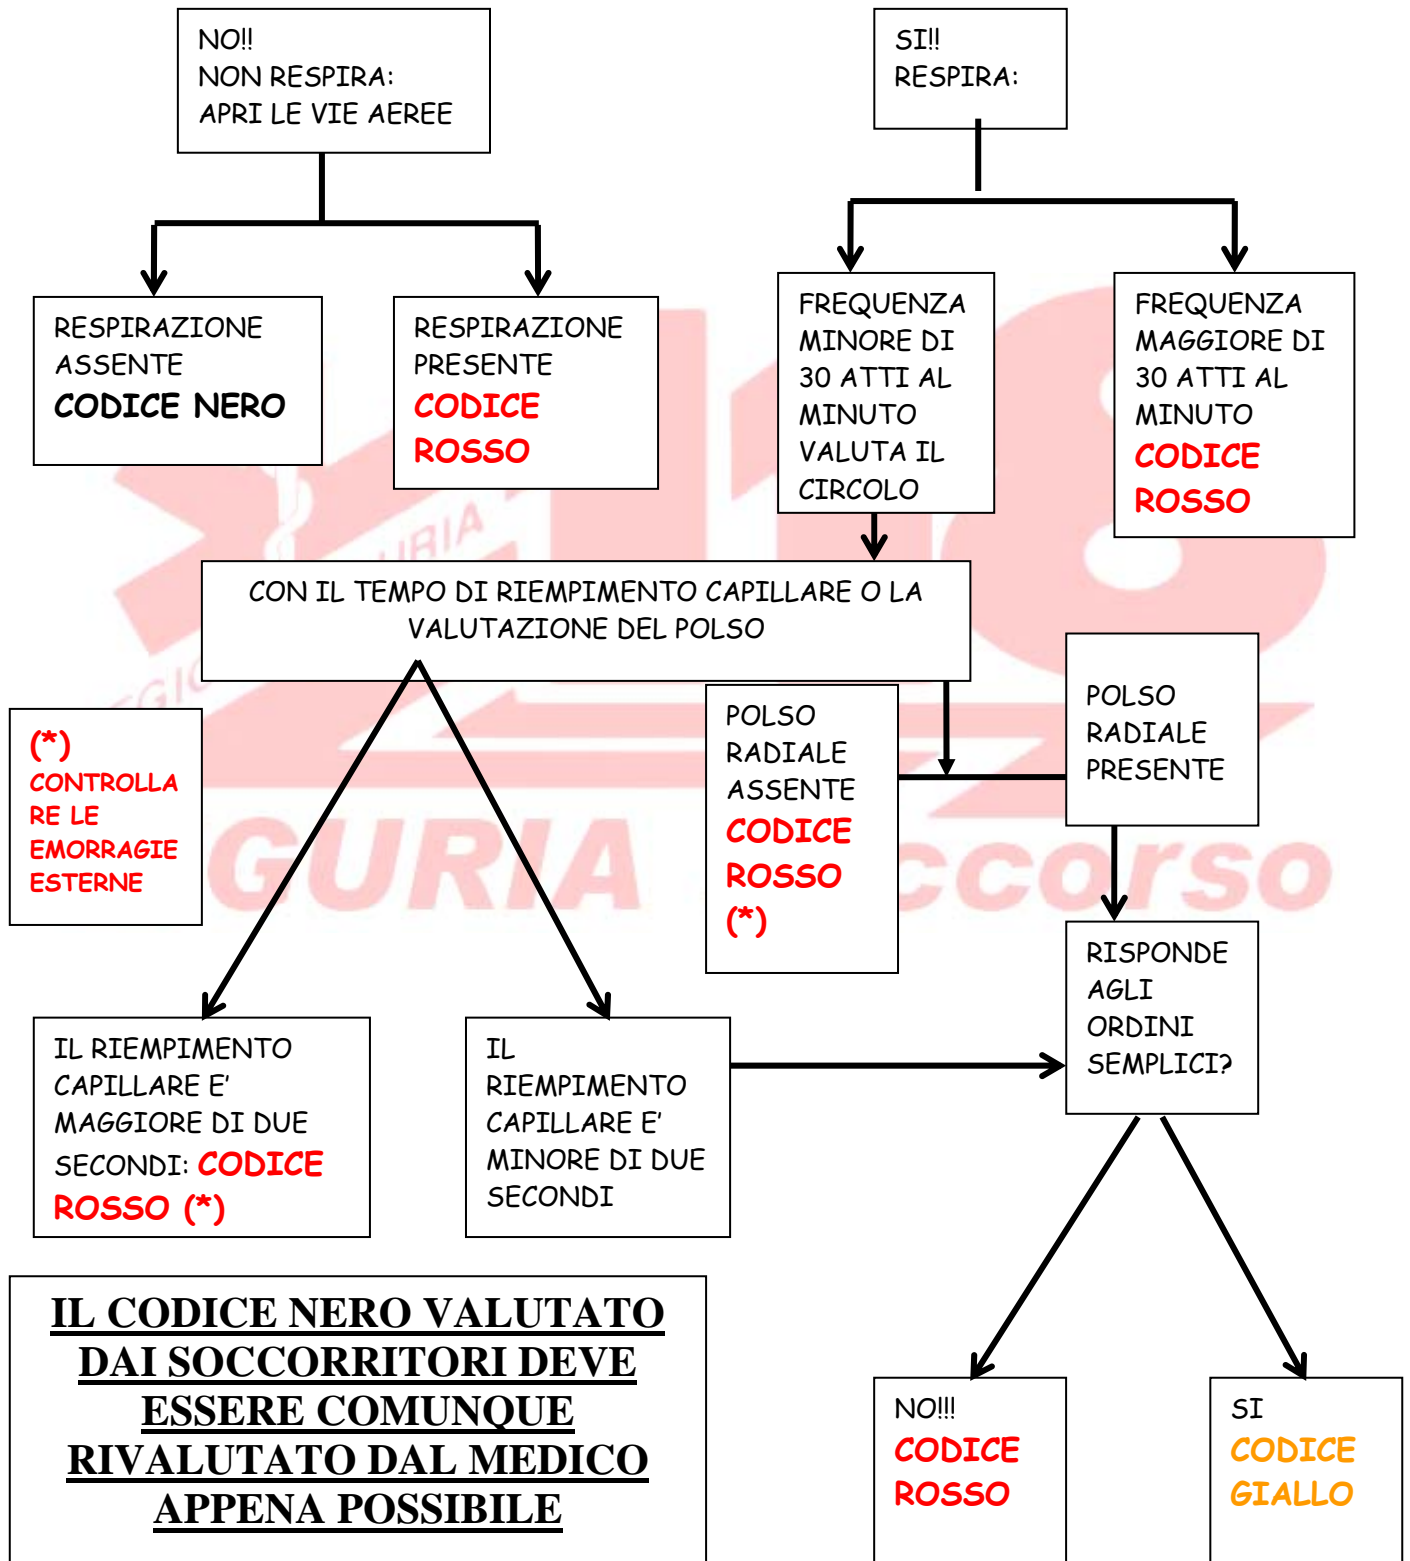 NO!!
NON RESPIRA:
APRI LE VIE AEREE
SI!!
RESPIRA:
RESPIRAZIONE
ASSENTE
CODICE NERO
RESPIRAZIONE
PRESENTE
CODICE
ROSSO
FREQUENZA
MINORE DI
30 ATTI AL
MINUTO
VALUTA IL
CIRCOLO
FREQUENZA
MAGGIORE DI
30 ATTI AL
MINUTO
CODICE
ROSSO
CON IL TEMPO DI RIEMPIMENTO CAPILLARE O LA
VALUTAZIONE DEL POLSO
(*)
CONTROLLA
RE LE
EMORRAGIE
ESTERNE
POLSO
RADIALE
ASSENTE
CODICE
ROSSO
(*)
POLSO
RADIALE
PRESENTE
RISPONDE
AGLI
ORDINI
SEMPLICI?
IL RIEMPIMENTO
CAPILLARE E'
MAGGIORE DI DUE
SECONDI: CODICE
ROSSO (*)
IL
RIEMPIMENTO
CAPILLARE E'
MINORE DI DUE
SECONDI
IL CODICE NERO VALUTATO
DAI SOCCORRITORI DEVE
ESSERE COMUNQUE
RIVALUTATO DAL MEDICO
APPENA POSSIBILE
NO!!!
CODICE
ROSSO
SI
CODICE
GIALLO
118
GURIA
ccorso